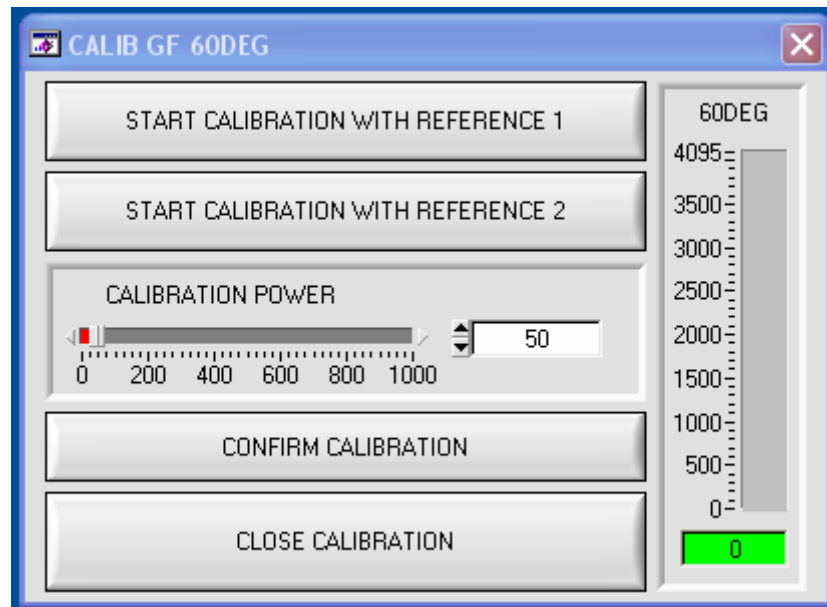 CALIB GF 60DEG
START CALIBRATION WITH REFERENCE 1
START CALIBRATION WITH REFERENCE 2
CALIBRATION POWER
50
0 200 400 600 800 1000
CONFIRM CALIBRATION
CLOSE CALIBRATION
60DEG
4095
3500
3000
2500
2000
1500
1000
500
0
0